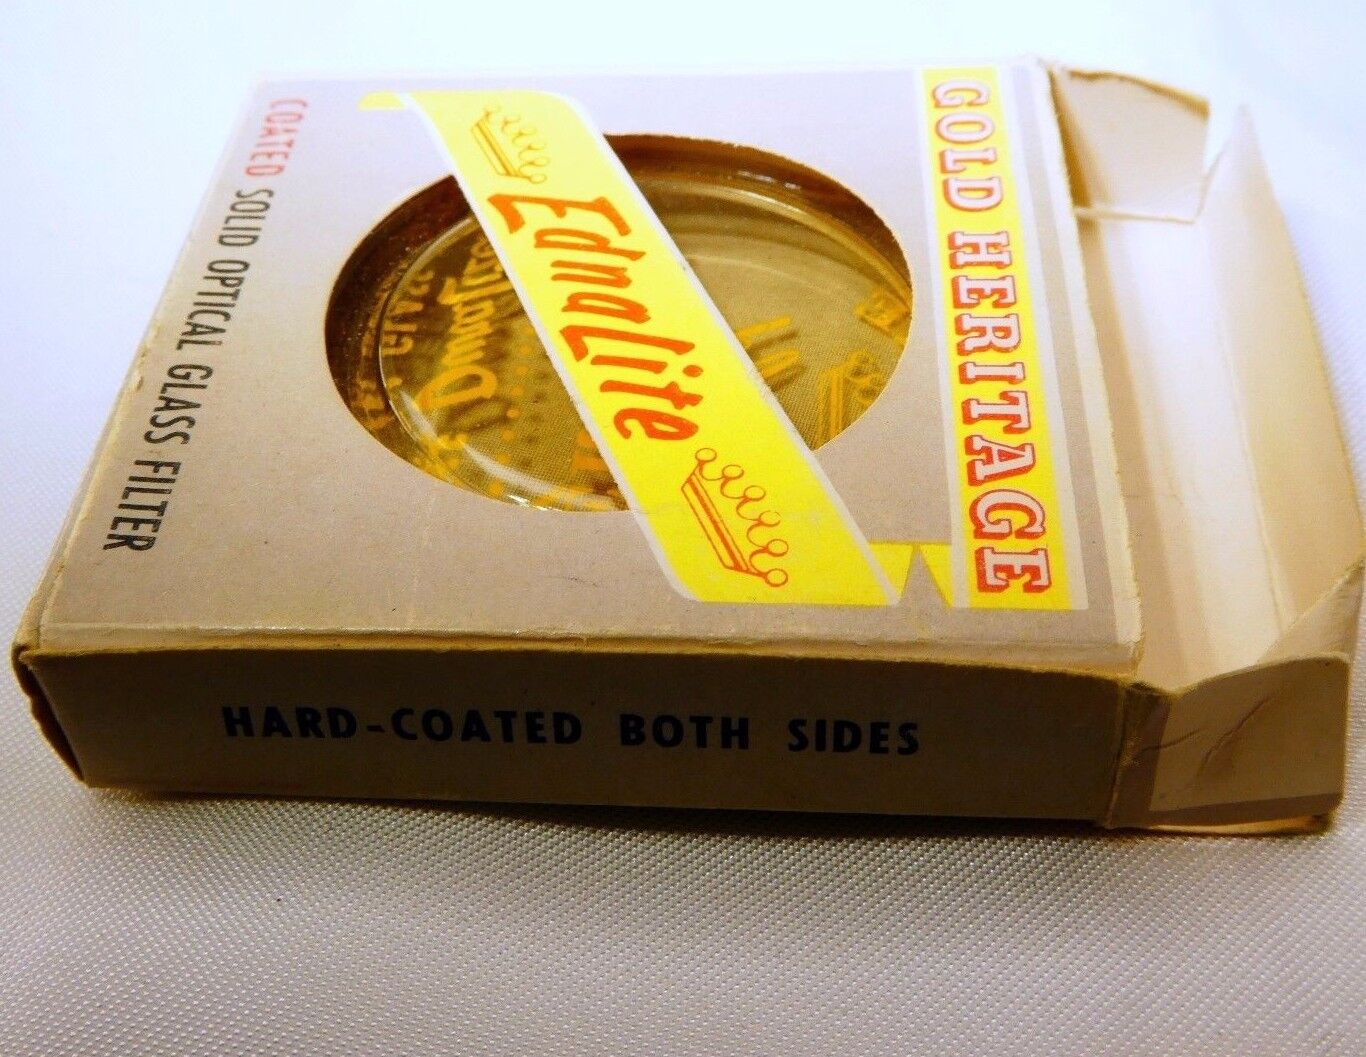 COATED SOLID OPTICAL GLASS FILTER
EdnaLite
GOLD HERITAGE
HARD-COATED BOTH SIDES